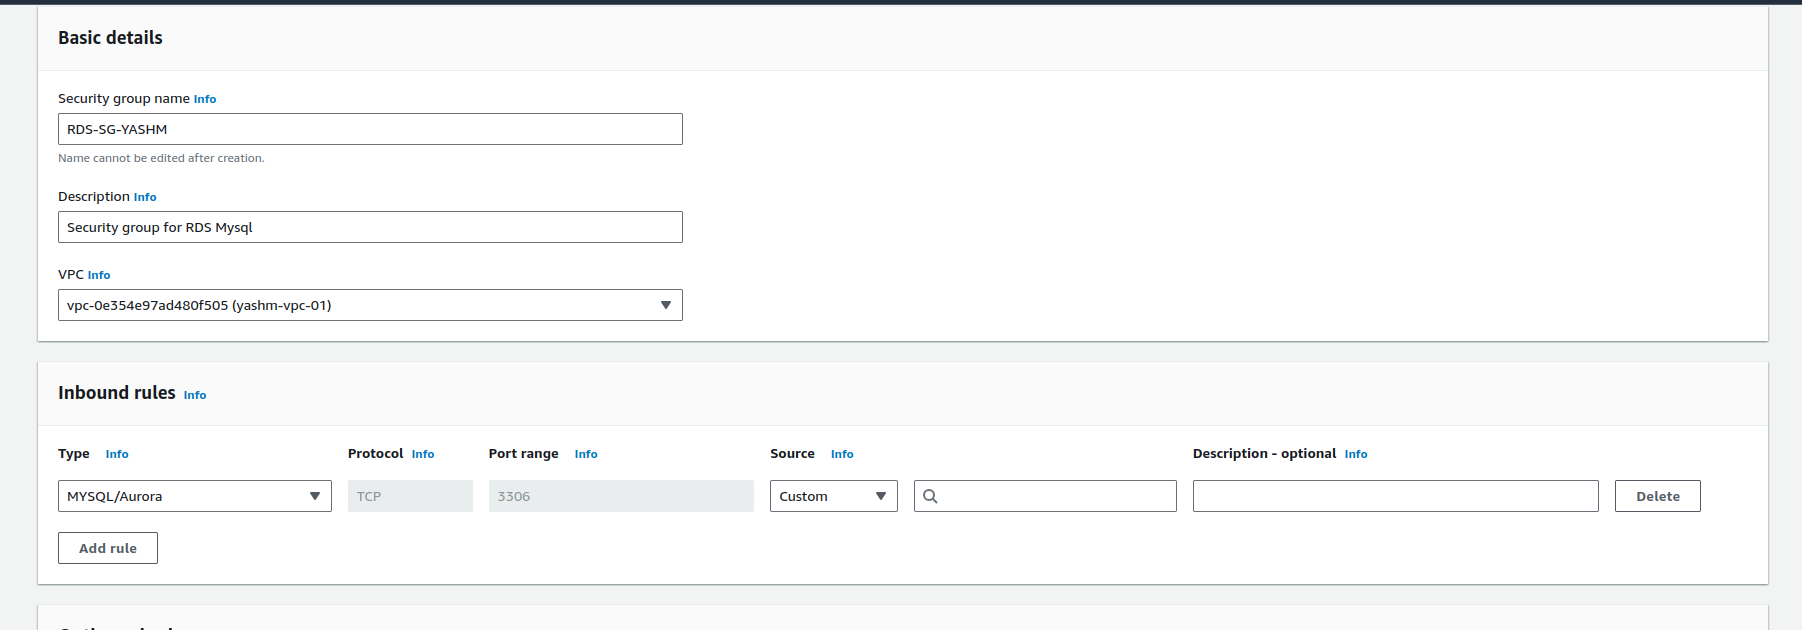 Basic details
Security group name Info
RDS-SG-YASHM
Name cannot be edited after creation.
Description Info
Security group for RDS Mysql
VPC Info
vpc-0e354e97ad480f505 (yashm-vpc-01)
Inbound rules Info
Type Info Protocol Info Port range Info Source Info Description - optional Info
MYSQL/Aurora TCP 3306 Custom Delete
Add rule